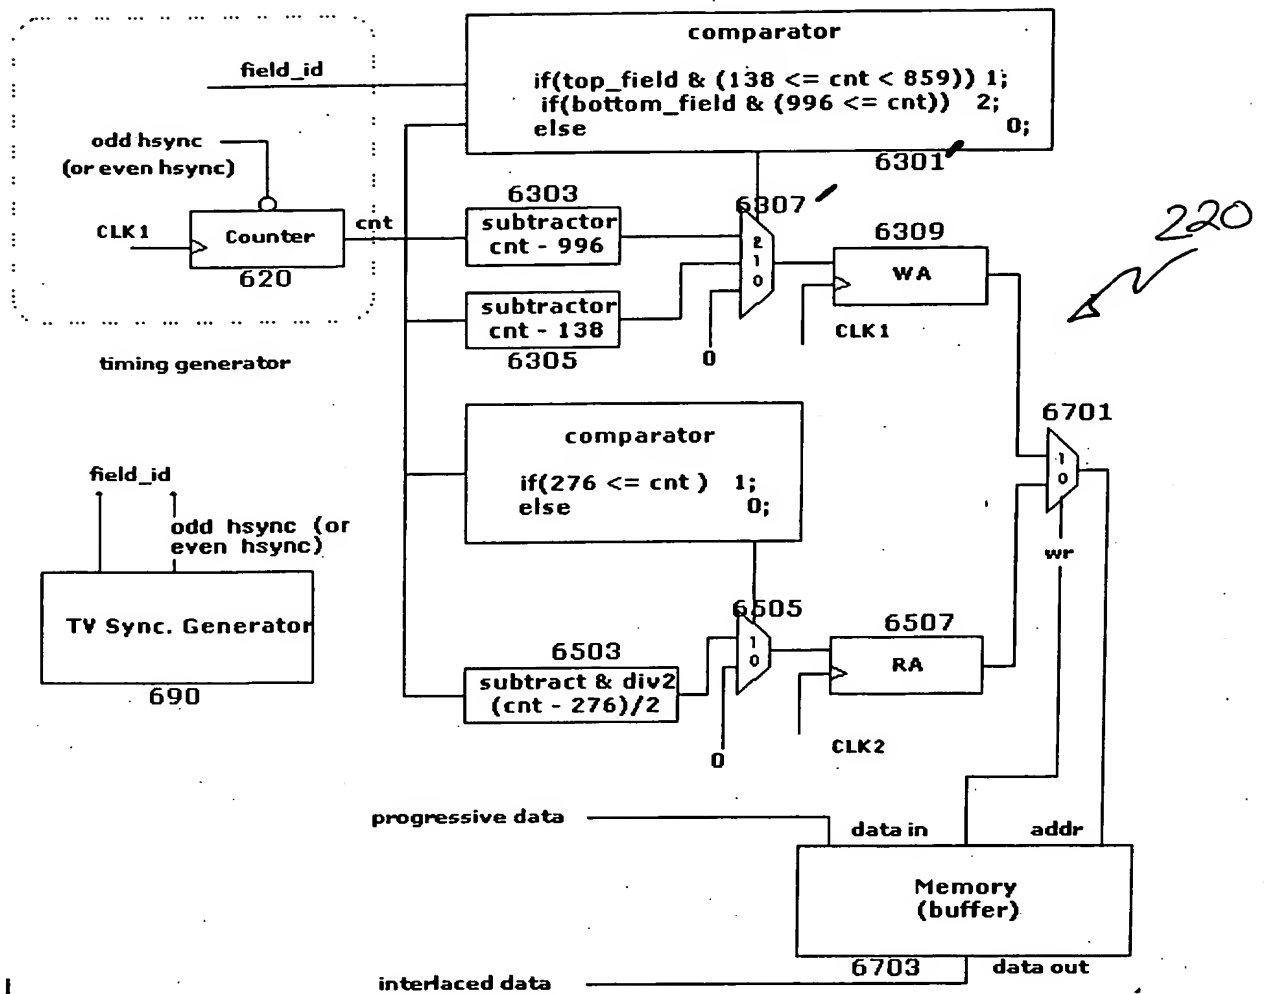 comparator
field_id
if(top_field & (138 <= cnt < 859)) 1;
if(bottom_field & (996 <= cnt)) 2;
else 0;
odd hsync
(or even hsync)
6301
6303
6307
220
subtractor
cnt - 996
CLK1
Counter
cnt
2
1
0
6309
WA
620
subtractor
cnt - 138
CLK1
6305
0
timing generator
6701
comparator
1
0
field_id
if(276 <= cnt ) 1;
else 0;
odd hsync (or
even hsync)
wr
6505
TV Sync. Generator
6503
1
0
6507
RA
690
subtract & div2
(cnt - 276)/2
0
CLK2
progressive data
data in
addr
Memory
(buffer)
6703
data out
interlaced data